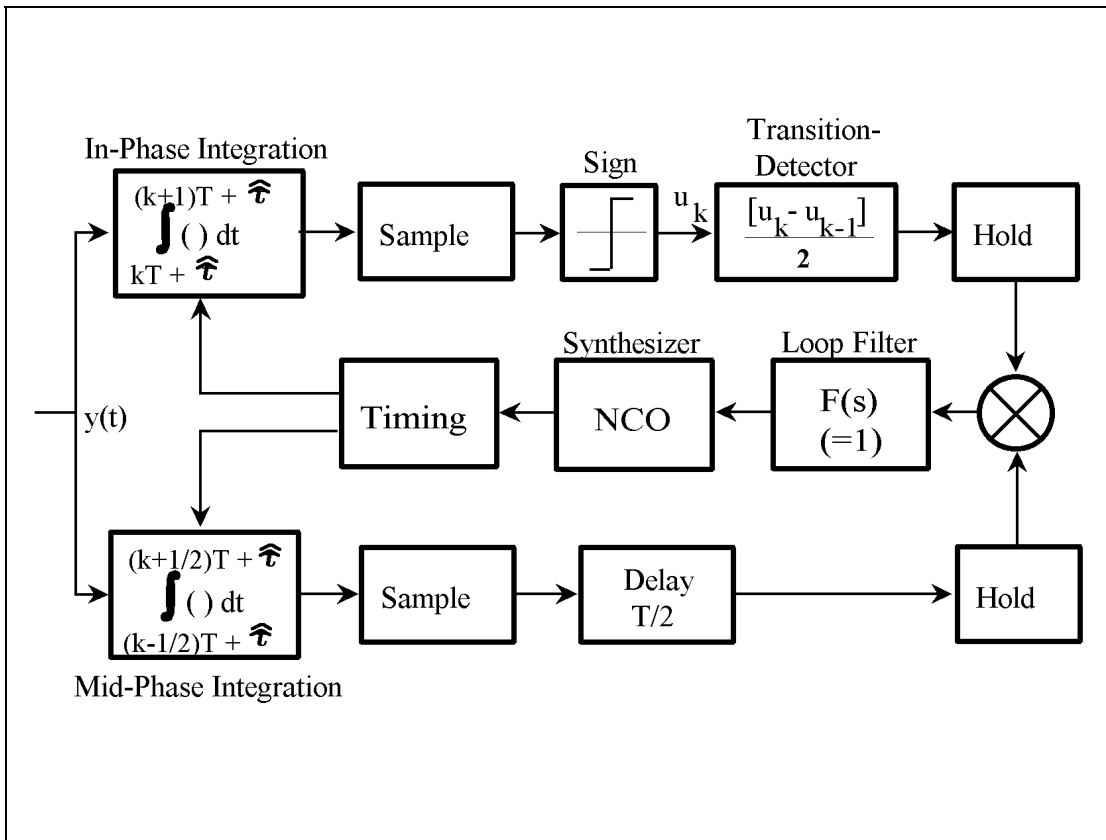 In-Phase Integration
(k+1)T + τ̂
∫ ( ) dt
kT + τ̂
Sample
Sign
u_k
Transition-
Detector
[u_k - u_{k-1}]
2
Hold
y(t)
Timing
Synthesizer
NCO
Loop Filter
F(s)
(=1)
(k+1/2)T + τ̂
∫ ( ) dt
(k-1/2)T + τ̂
Mid-Phase Integration
Sample
Delay
T/2
Hold